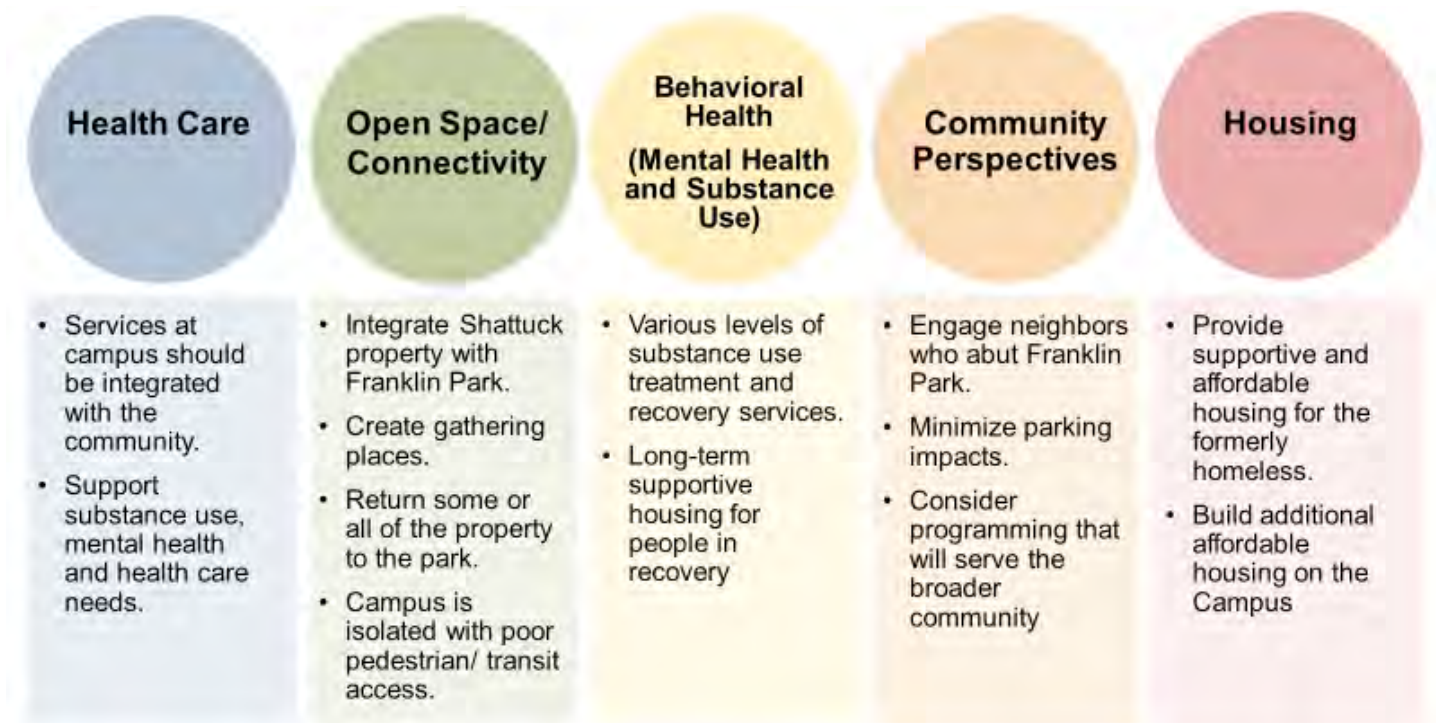 Health Care
Open Space/
Connectivity
Behavioral
Health
(Mental Health
and Substance
Use)
Community
Perspectives
Housing
• Services at
campus should
be integrated
with the
community.
• Support
substance use,
mental health
and health care
needs.
• Integrate Shattuck
property with
Franklin Park.
• Create gathering
places.
• Return some or
all of the property
to the park.
• Campus is
isolated with poor
pedestrian/ transit
access.
• Various levels of
substance use
treatment and
recovery services.
• Long-term
supportive
housing for
people in
recovery
• Engage neighbors
who abut Franklin
Park.
• Minimize parking
impacts.
• Consider
programming that
will serve the
broader
community
• Provide
supportive and
affordable
housing for the
formerly
homeless.
• Build additional
affordable
housing on the
Campus